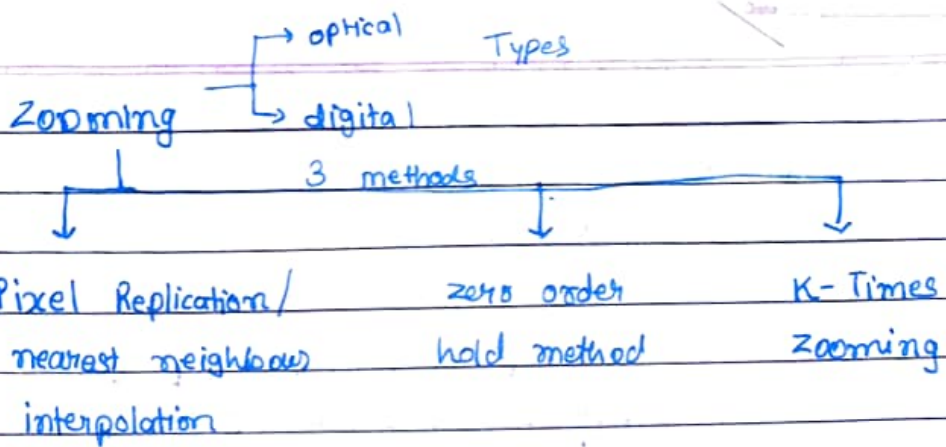 optical
Types
Zooming
digital
3 methods
Pixel Replication/ zero order K-Times
nearest neighbour hold method Zooming
interpolation